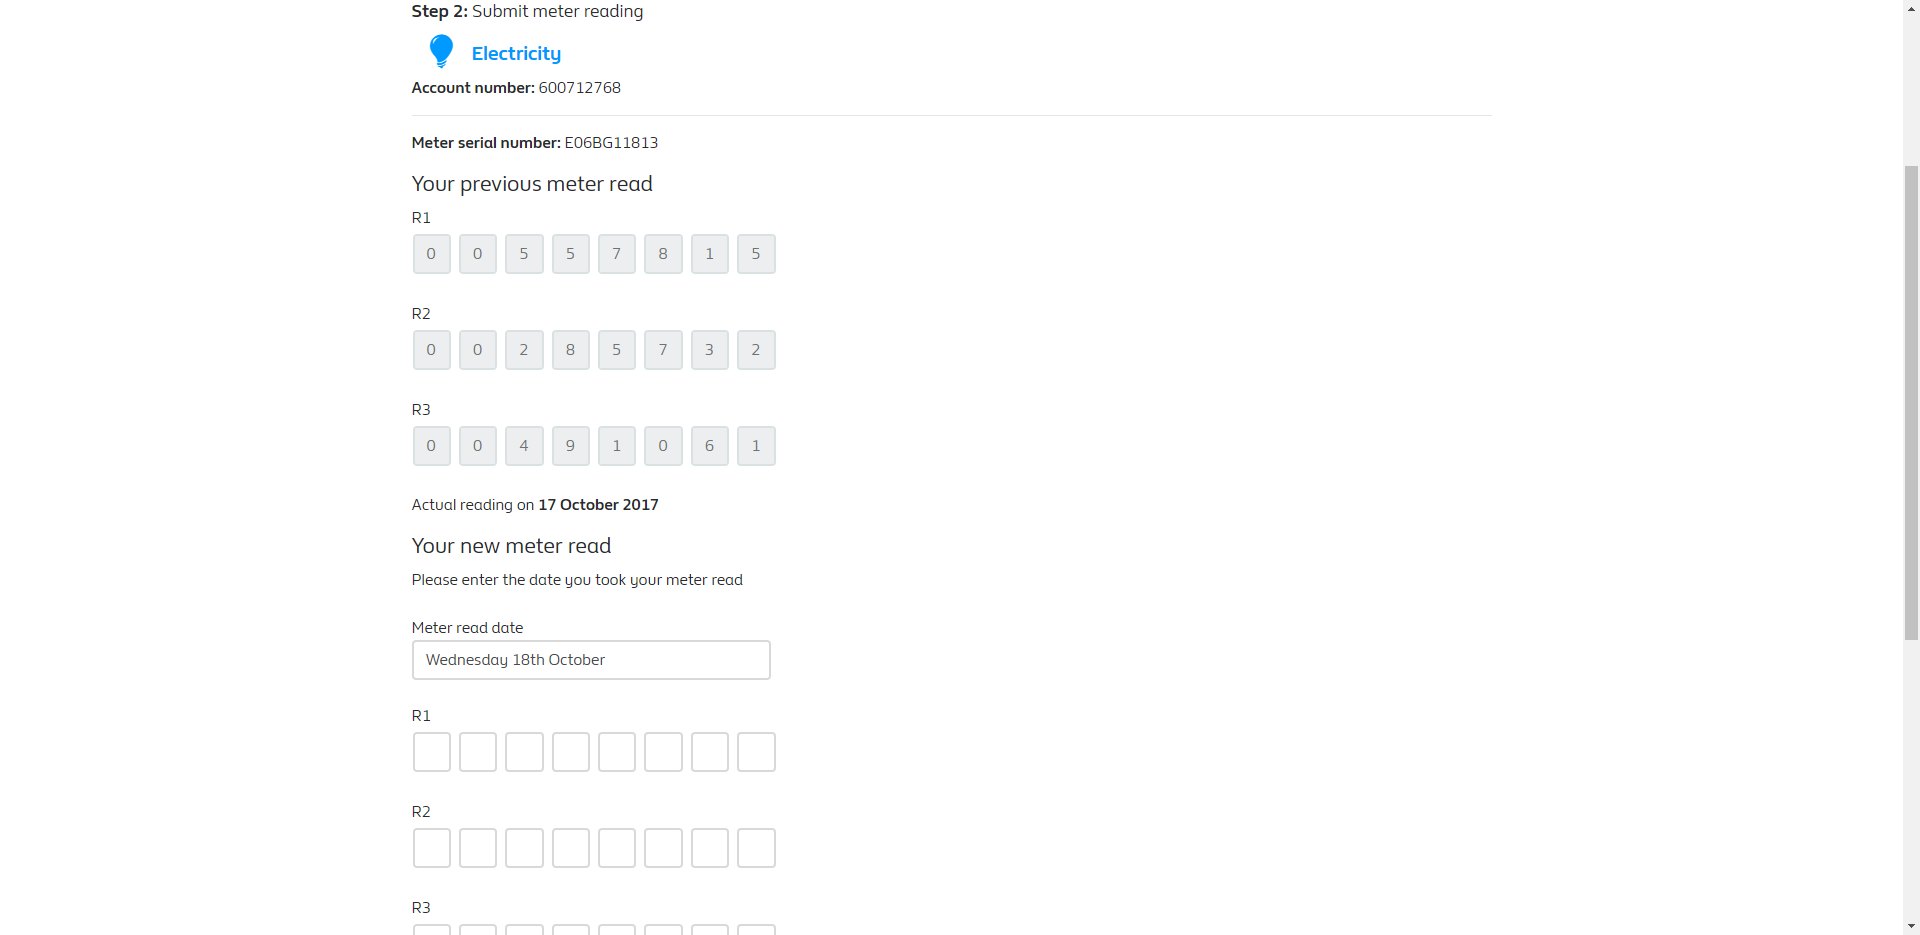 Step 2: Submit meter reading
Electricity
Account number: 600712768
Meter serial number: E06BG11813
Your previous meter read
R1
0 0 5 5 7 8 1 5
R2
0 0 2 8 5 7 3 2
R3
0 0 4 9 1 0 6 1
Actual reading on 17 October 2017
Your new meter read
Please enter the date you took your meter read
Meter read date
Wednesday 18th October
R1
R2
R3